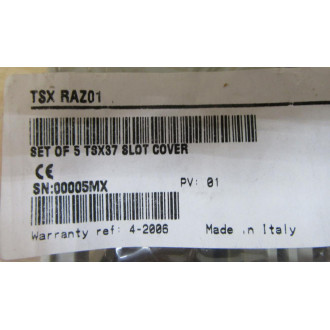 TSX RAZ01
SET OF 5 TSX37 SLOT COVER
CE
SN:00005MX
PV: 01
Warranty ref: 4-2006 Made in Italy